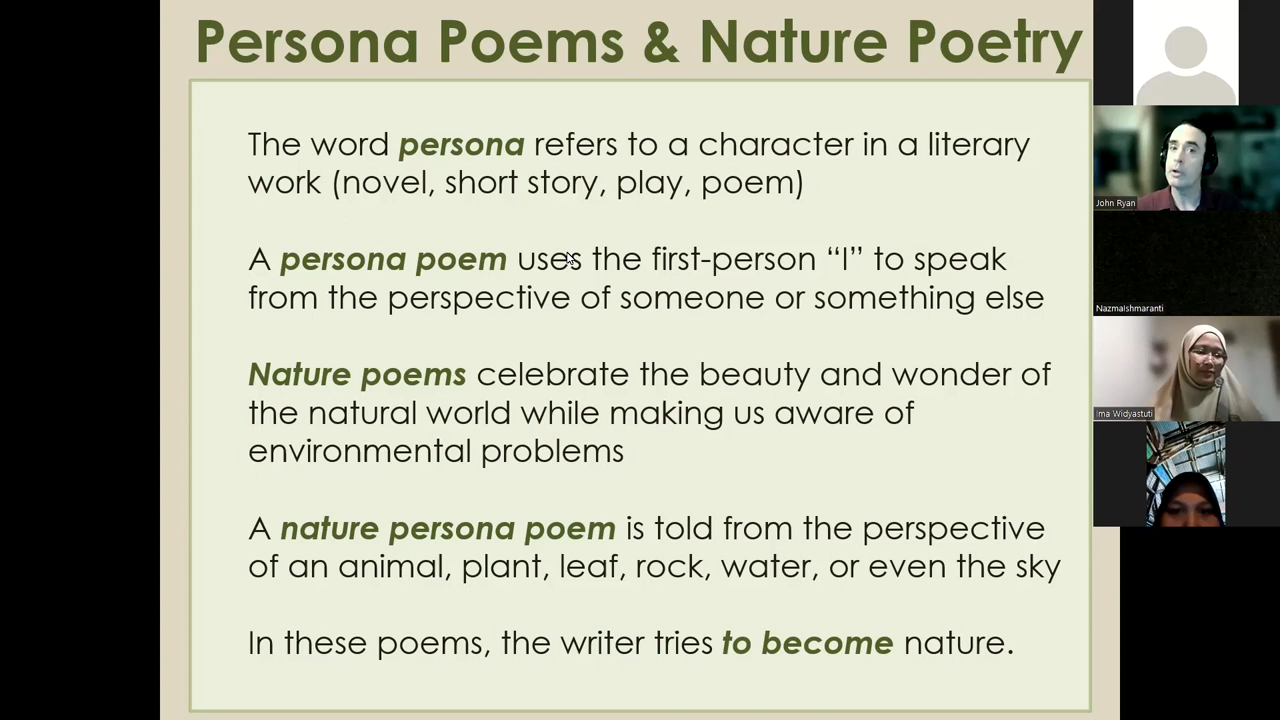 Persona Poems & Nature Poetry
The word persona refers to a character in a literary
work (novel, short story, play, poem)
A persona poem uses the first-person “I” to speak
from the perspective of someone or something else
Nature poems celebrate the beauty and wonder of
the natural world while making us aware of
environmental problems
A nature persona poem is told from the perspective
of an animal, plant, leaf, rock, water, or even the sky
In these poems, the writer tries to become nature.
John Ryan
NazmaIshmaranti
Ima Widyastuti